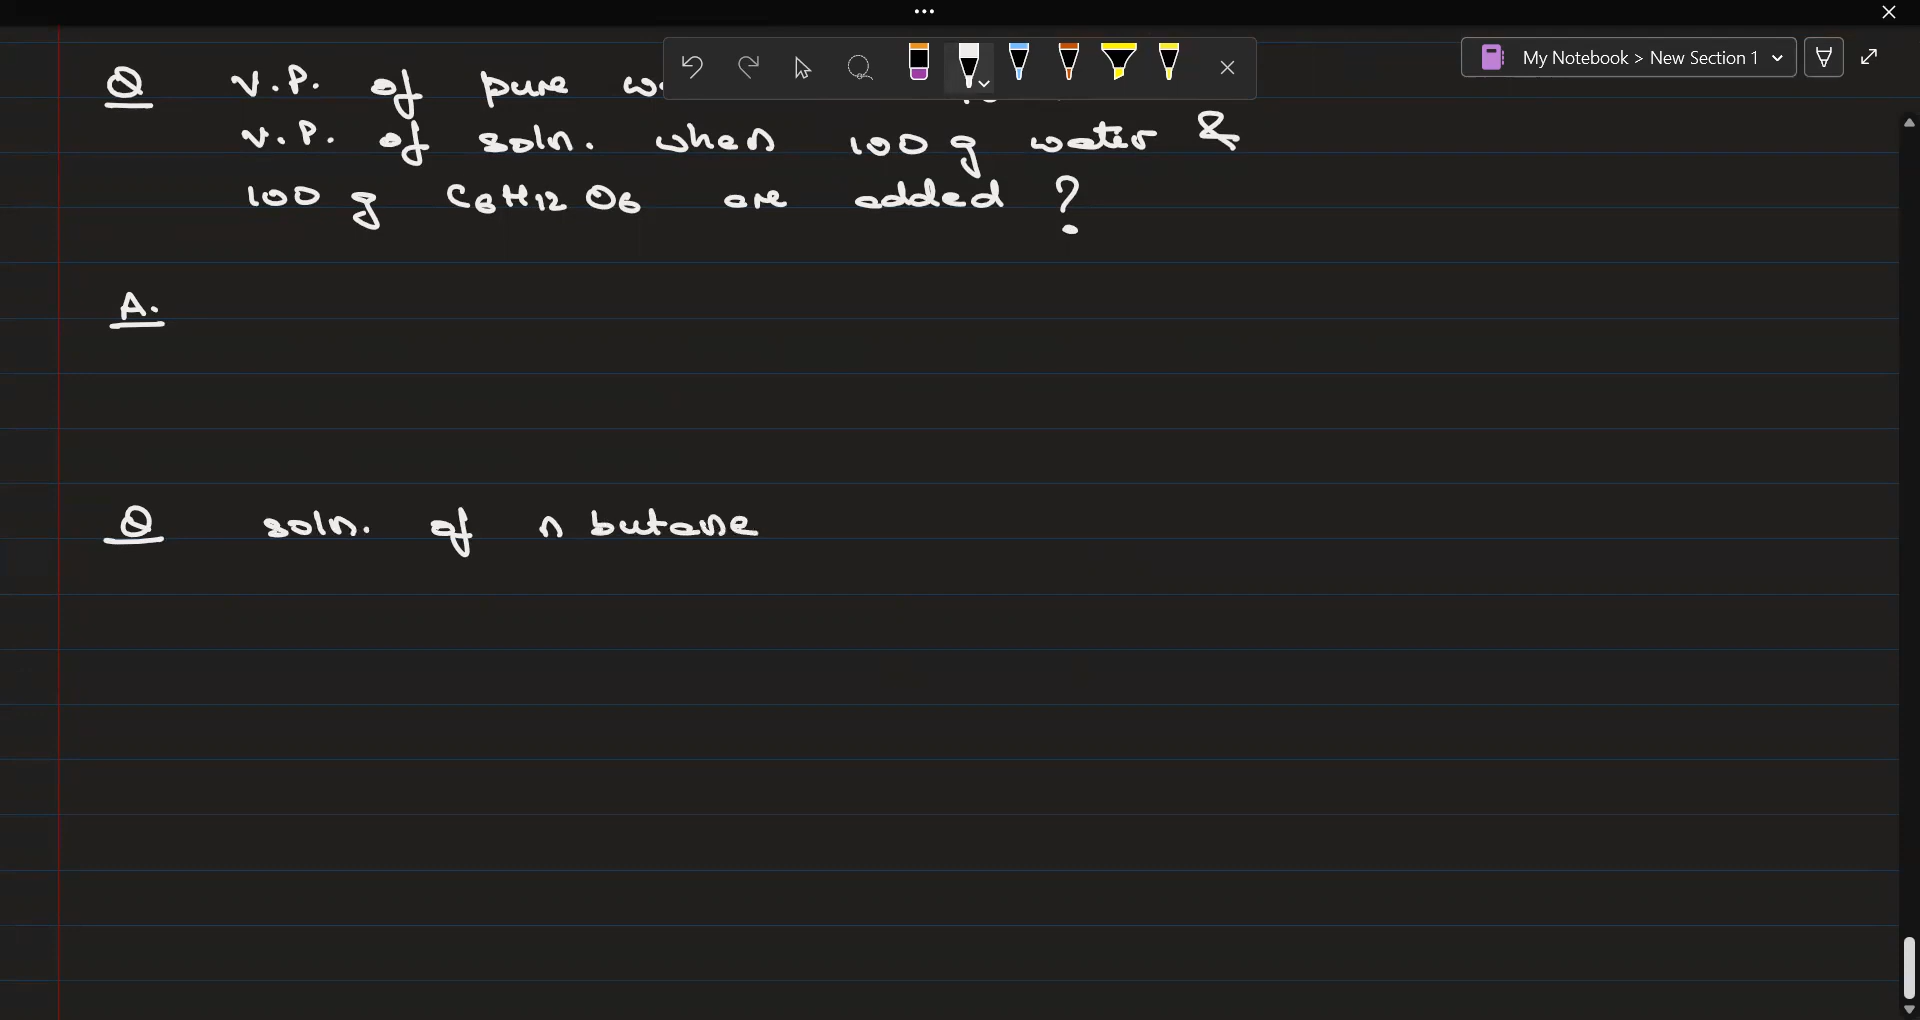 My Notebook > New Section 1
Q V.P. of pure
V.P. of soln. when 100 g water &
100 g C6H12O6 are added ?
A.
Q soln. of n butane